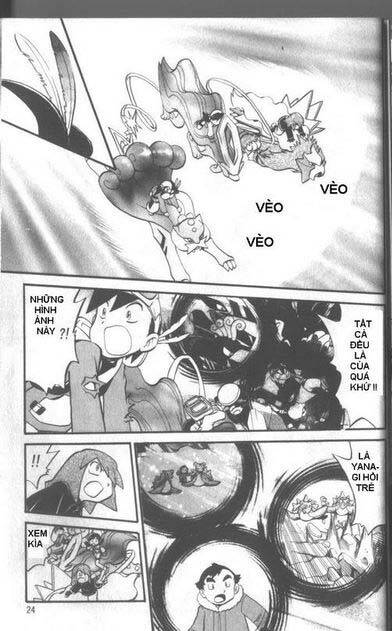 VÈO
VÈO
VÈO
NHỮNG
HÌNH
ẢNH
NÀY
?!
TẤT
CẢ
ĐỀU
LÀ
CỦA
QUÁ
KHỨ !!
LÀ
YANA-
GI HỒI
TRẺ
!!
XEM
KÌA
24